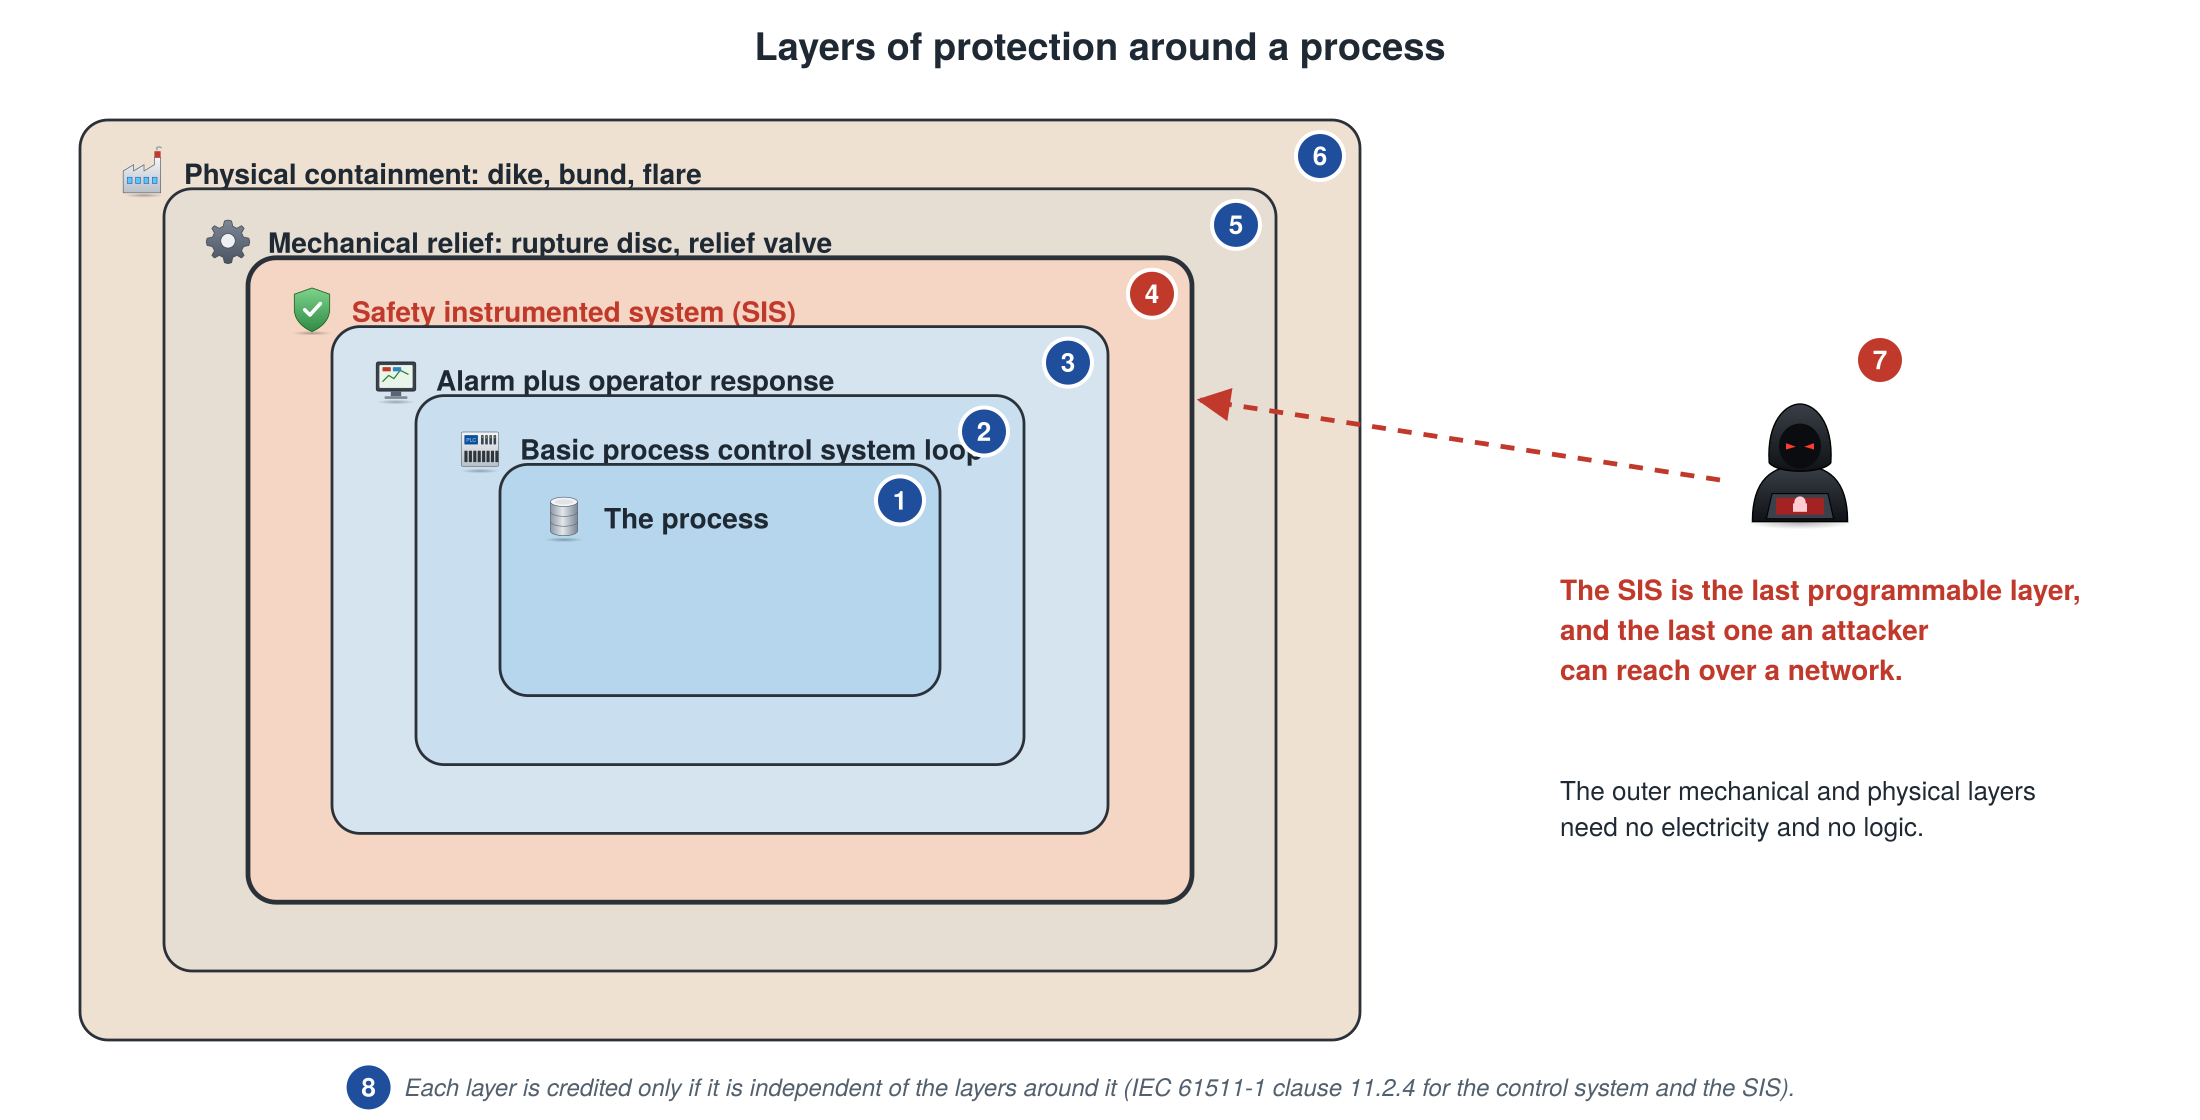 Layers of protection around a process
6
Physical containment: dike, bund, flare
5
Mechanical relief: rupture disc, relief valve
4
Safety instrumented system (SIS)
3
Alarm plus operator response
2
Basic process control system loop
1
The process
7
The SIS is the last programmable layer,
and the last one an attacker
can reach over a network.
The outer mechanical and physical layers
need no electricity and no logic.
8 Each layer is credited only if it is independent of the layers around it (IEC 61511-1 clause 11.2.4 for the control system and the SIS).
PLC